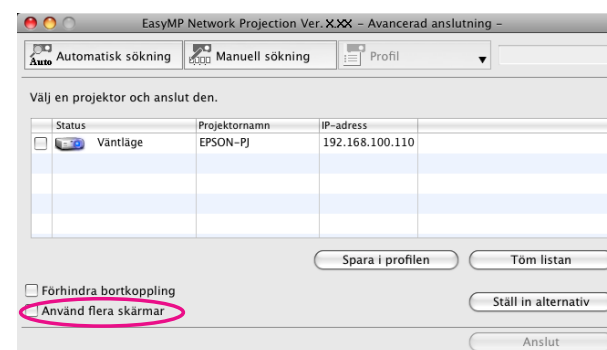 EasyMP Network Projection Ver. X.XX – Avancerad anslutning –
Auto Automatisk sökning Manuell sökning Profil
Välj en projektor och anslut den.
Status Projektornamn IP-adress
Väntläge EPSON-PJ 192.168.100.110
Spara i profilen Töm listan
Förhindra bortkoppling
Använd flera skärmar Ställ in alternativ
Anslut